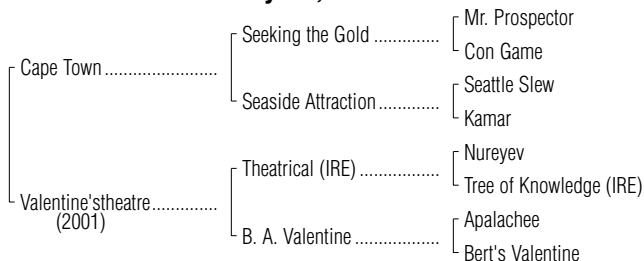 Mr. Prospector
Seeking the Gold ..............
Con Game
Cape Town ........................
Seattle Slew
Seaside Attraction.............
Kamar
Nureyev
Theatrical (IRE) .................
Tree of Knowledge (IRE)
Valentine'stheatre..............
(2001)
Apalachee
B. A. Valentine ..................
Bert's Valentine